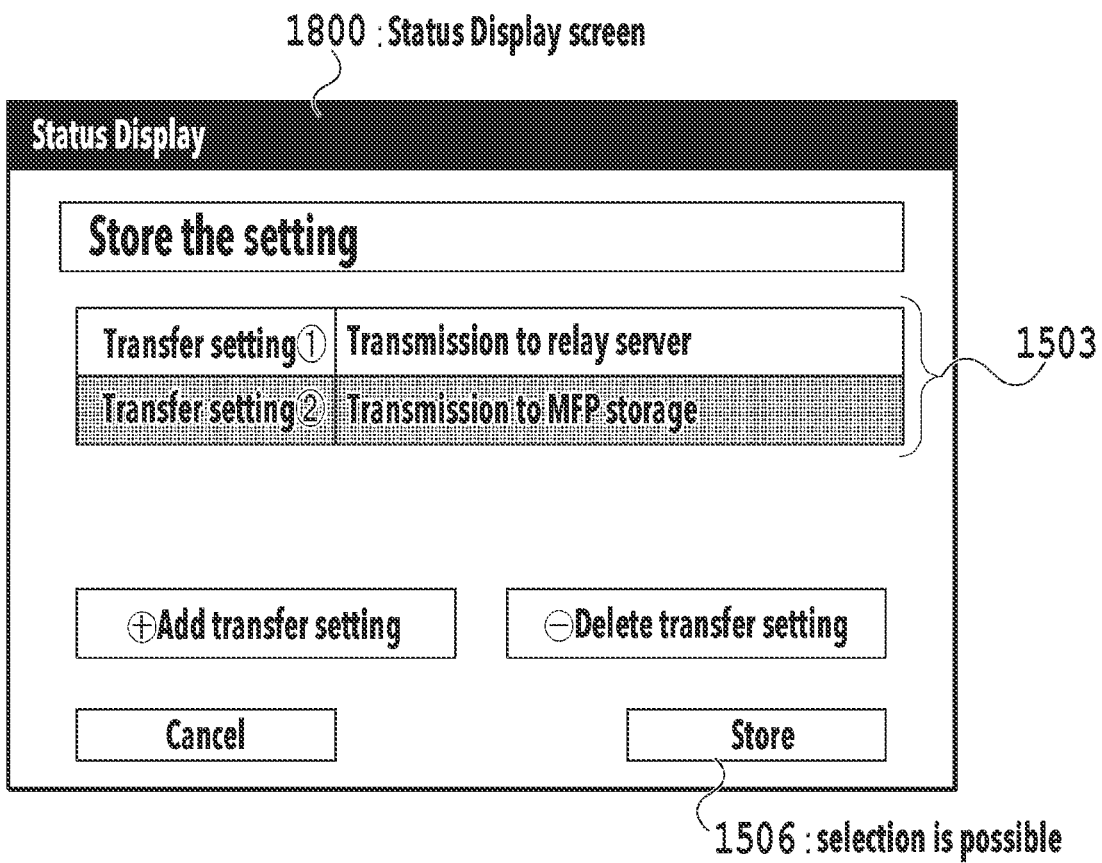 1800 : Status Display screen
Status Display
Store the setting
Transfer setting① Transmission to relay server
1503
Transfer setting② Transmission to MFP storage
⊕Add transfer setting ⊖Delete transfer setting
Cancel Store
1506 : selection is possible